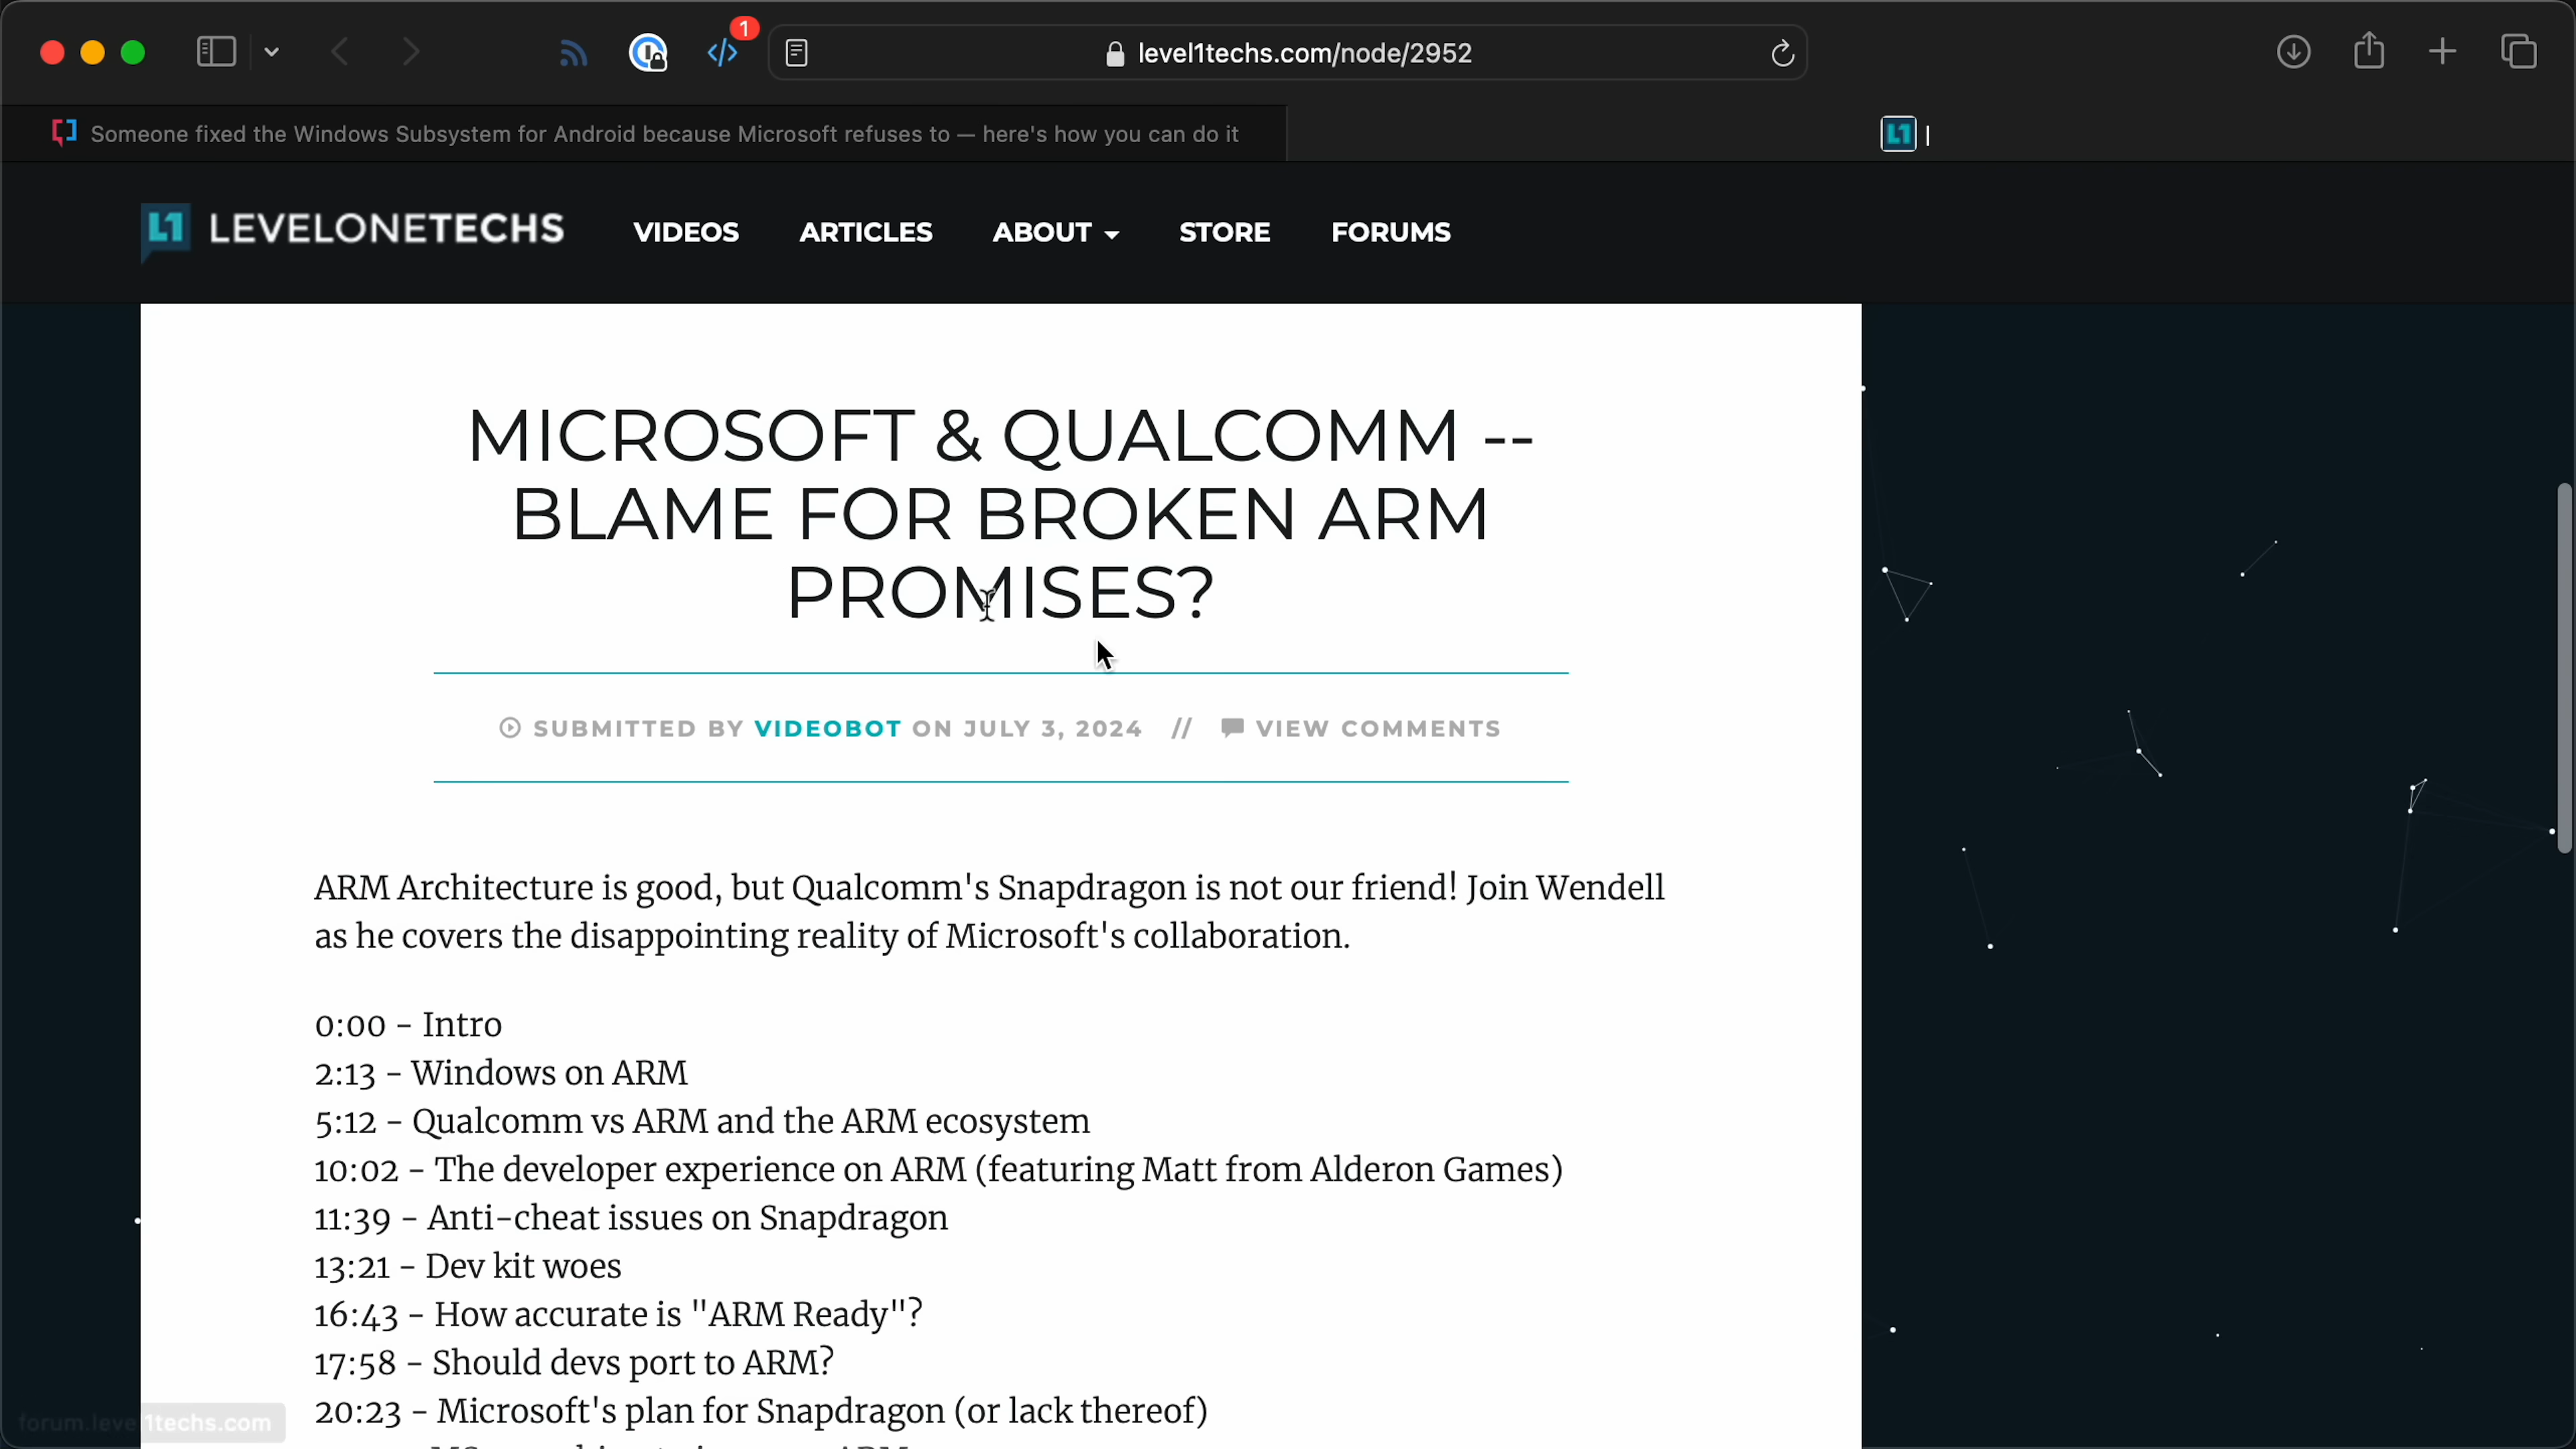 1
level1techs.com/node/2952
Someone fixed the Windows Subsystem for Android because Microsoft refuses to — here's how you can do it
L1 |
L1 LEVELONETECHS VIDEOS ARTICLES ABOUT STORE FORUMS
MICROSOFT & QUALCOMM --
BLAME FOR BROKEN ARM
PROMISES?
SUBMITTED BY VIDEOBOT ON JULY 3, 2024 // VIEW COMMENTS
ARM Architecture is good, but Qualcomm's Snapdragon is not our friend! Join Wendell
as he covers the disappointing reality of Microsoft's collaboration.
0:00 - Intro
2:13 - Windows on ARM
5:12 - Qualcomm vs ARM and the ARM ecosystem
10:02 - The developer experience on ARM (featuring Matt from Alderon Games)
11:39 - Anti-cheat issues on Snapdragon
13:21 - Dev kit woes
16:43 - How accurate is "ARM Ready"?
17:58 - Should devs port to ARM?
20:23 - Microsoft's plan for Snapdragon (or lack thereof)
forum.level1techs.com